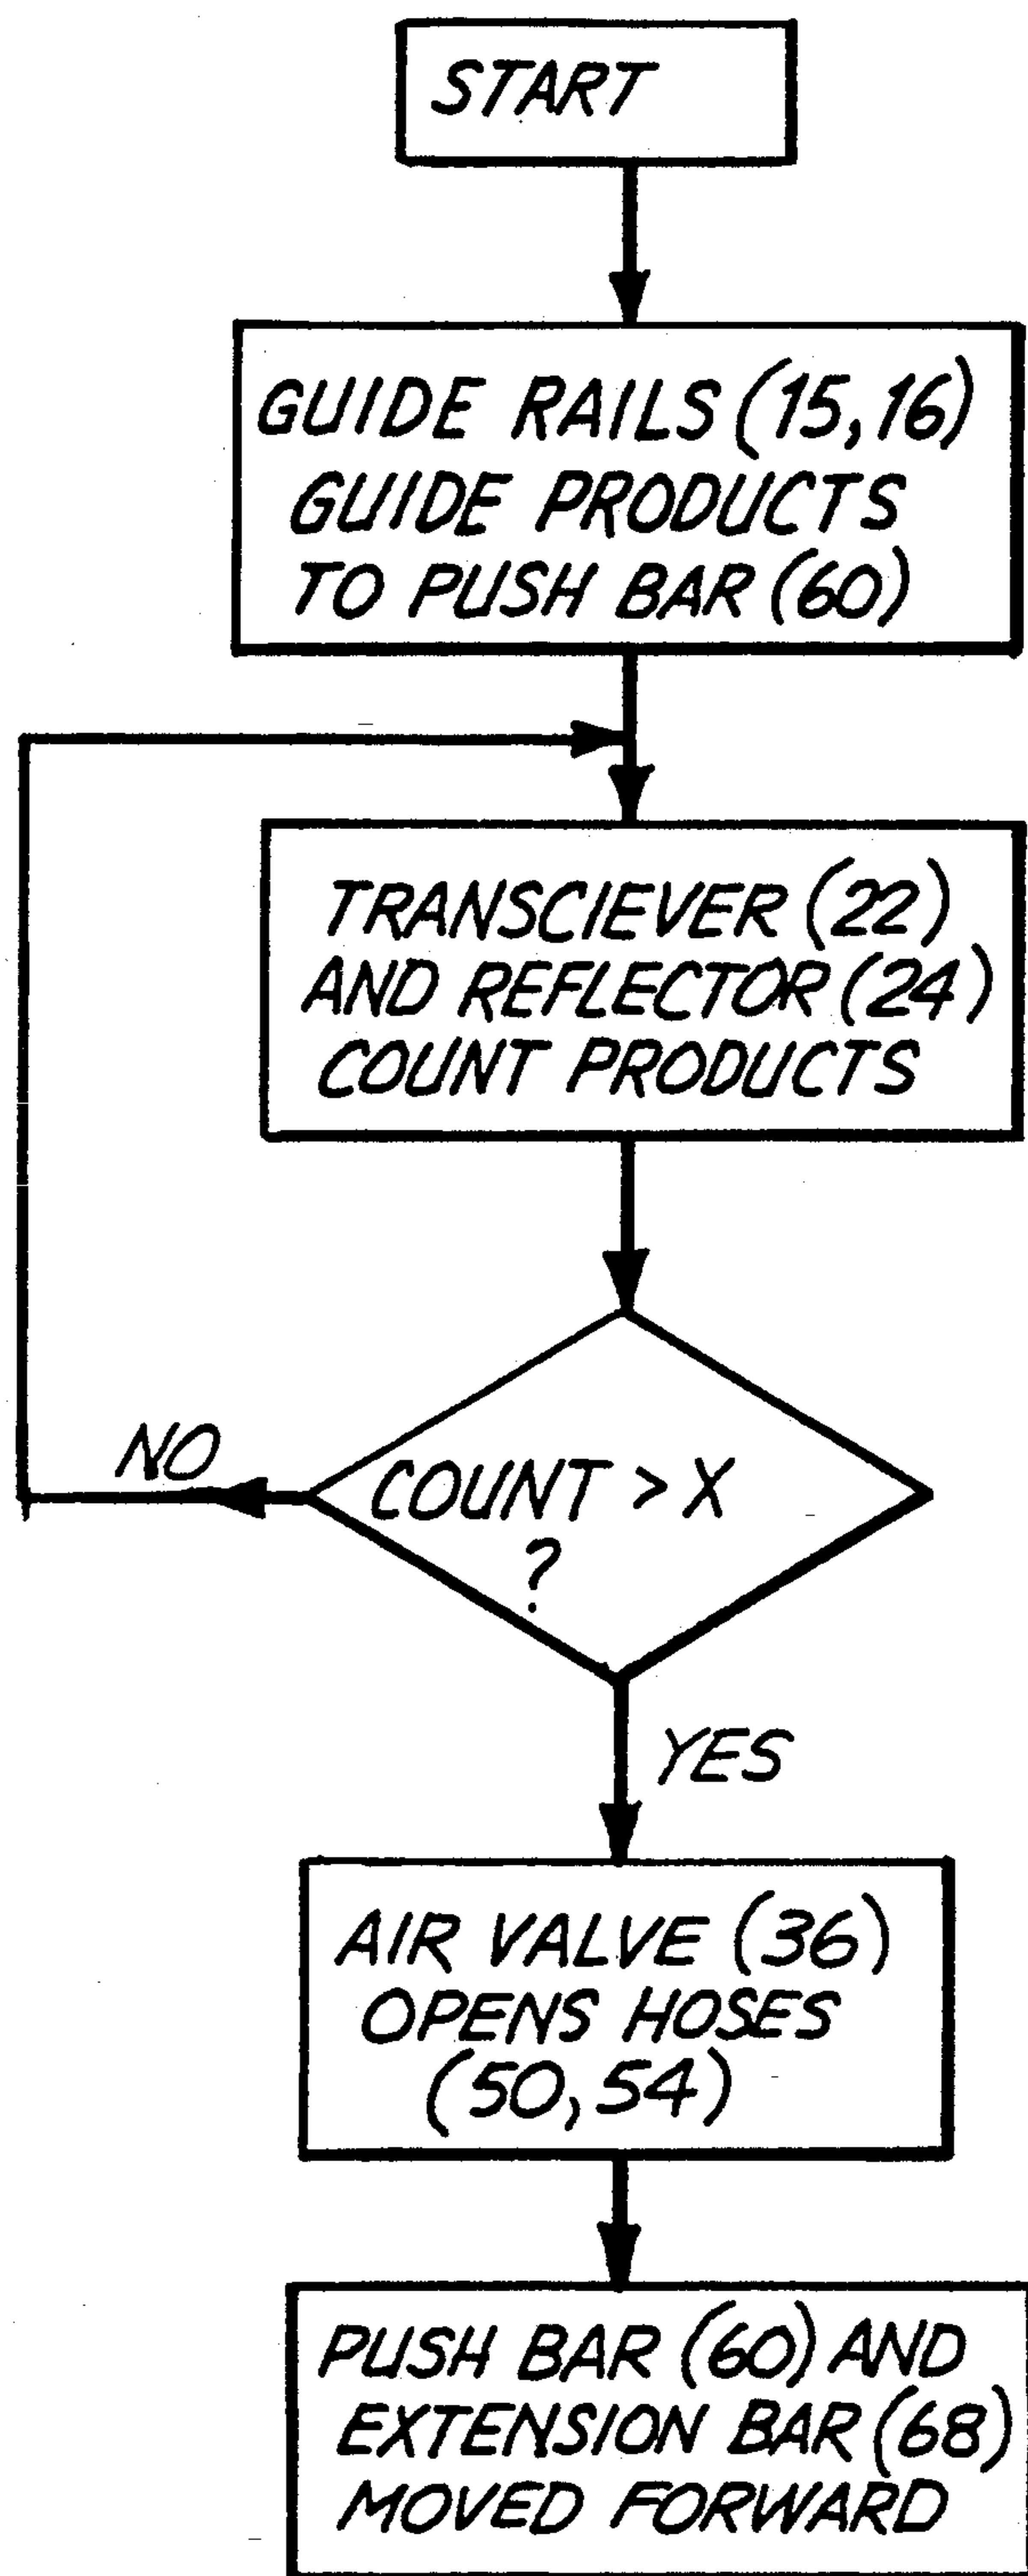 START
GUIDE RAILS (15,16)
GUIDE PRODUCTS
TO PUSH BAR (60)
TRANSCIEVER (22)
AND REFLECTOR (24)
COUNT PRODUCTS
COUNT > X
?
NO
YES
AIR VALVE (36)
OPENS HOSES
(50,54)
PUSH BAR (60) AND
EXTENSION BAR (68)
MOVED FORWARD